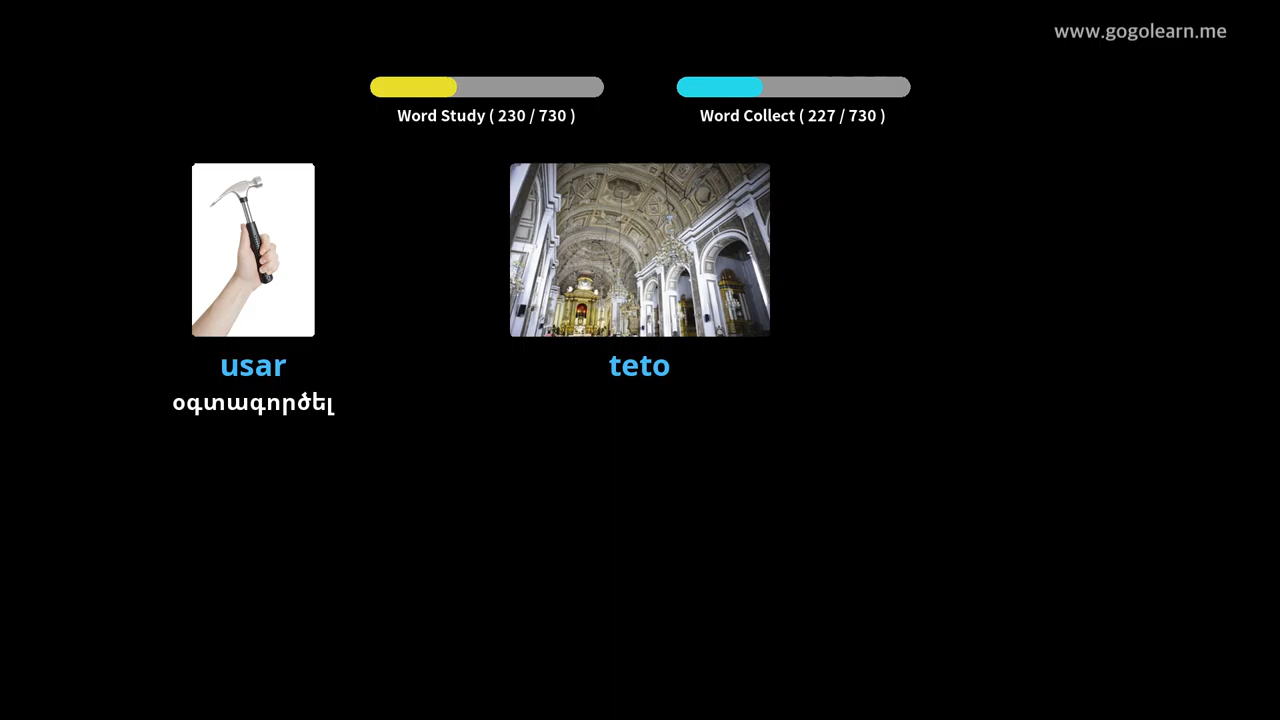 www.gogolearn.me
Word Study ( 230 / 730 )
Word Collect ( 227 / 730 )
usar
teto
օգտագործել